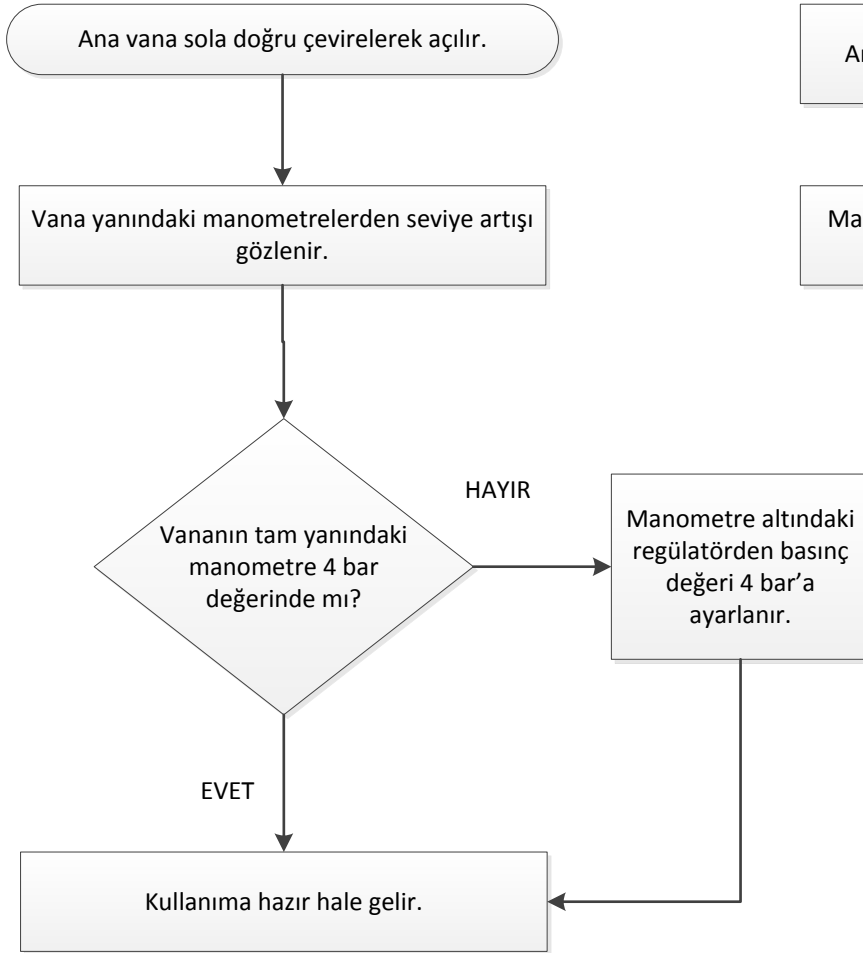 Ana vana sola doğru çevirelerek açılır.
Vana yanındaki manometrelerden seviye artışı
gözlenir.
Vananın tam yanındaki
manometre 4 bar
değerinde mı?
HAYIR
Manometre altındaki
regülatörden basınç
değeri 4 bar’a
ayarlanır.
EVET
Kullanıma hazır hale gelir.